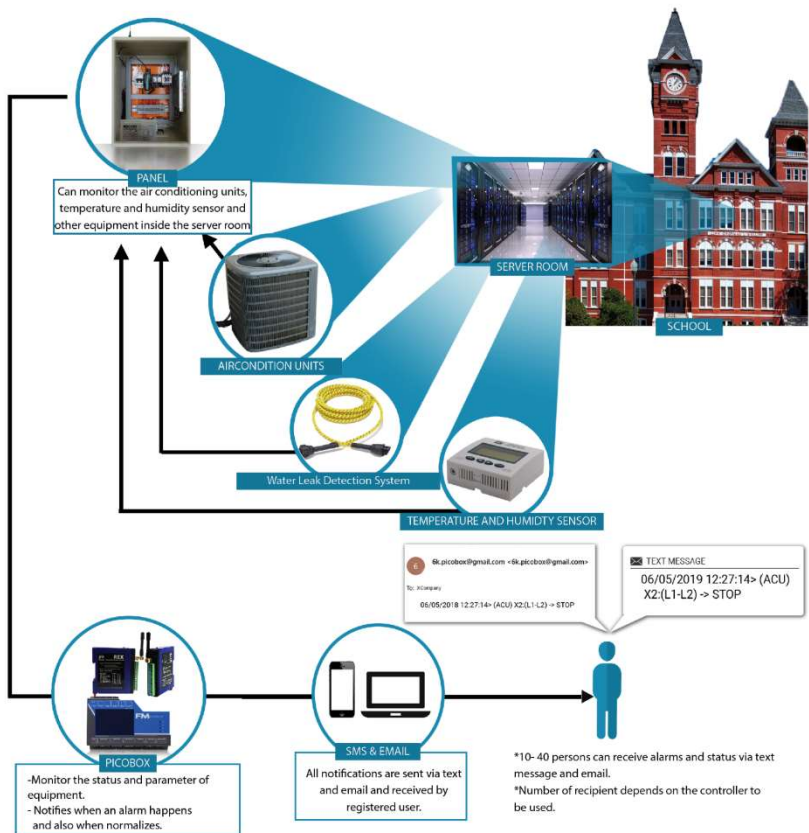 PANEL
Can monitor the air conditioning units,
temperature and humidity sensor and
other equipment inside the server room
SERVER ROOM
SCHOOL
AIRCONDITION UNITS
Water Leak Detection System
TEMPERATURE AND HUMIDTY SENSOR
6
6k.picobox@gmail.com <6k.picobox@gmail.com>
To: XCompany
06/05/2018 12:27:14> (ACU) X2:(L1-L2) -> STOP
TEXT MESSAGE
06/05/2019 12:27:14> (ACU)
X2:(L1-L2) -> STOP
FM
PICOBOX
-Monitor the status and parameter of
equipment.
- Notifies when an alarm happens
and also when normalizes.
SMS & EMAIL
All notifications are sent via text
and email and received by
registered user.
*10- 40 persons can receive alarms and status via text
message and email.
*Number of recipient depends on the controller to
be used.